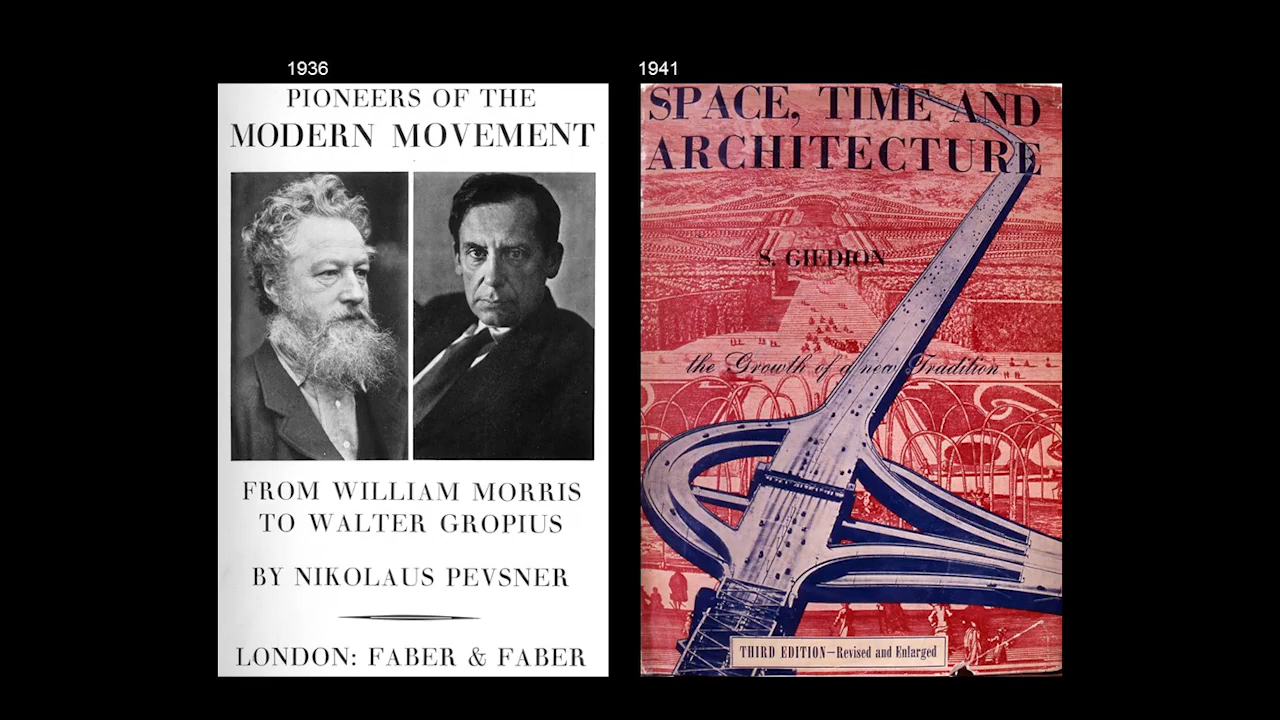 1936
PIONEERS OF THE
MODERN MOVEMENT
FROM WILLIAM MORRIS
TO WALTER GROPIUS
BY NIKOLAUS PEVSNER
LONDON: FABER & FABER
1941
SPACE, TIME AND
ARCHITECTURE
S. GIEDION
the Growth of a new Tradition
THIRD EDITION—Revised and Enlarged